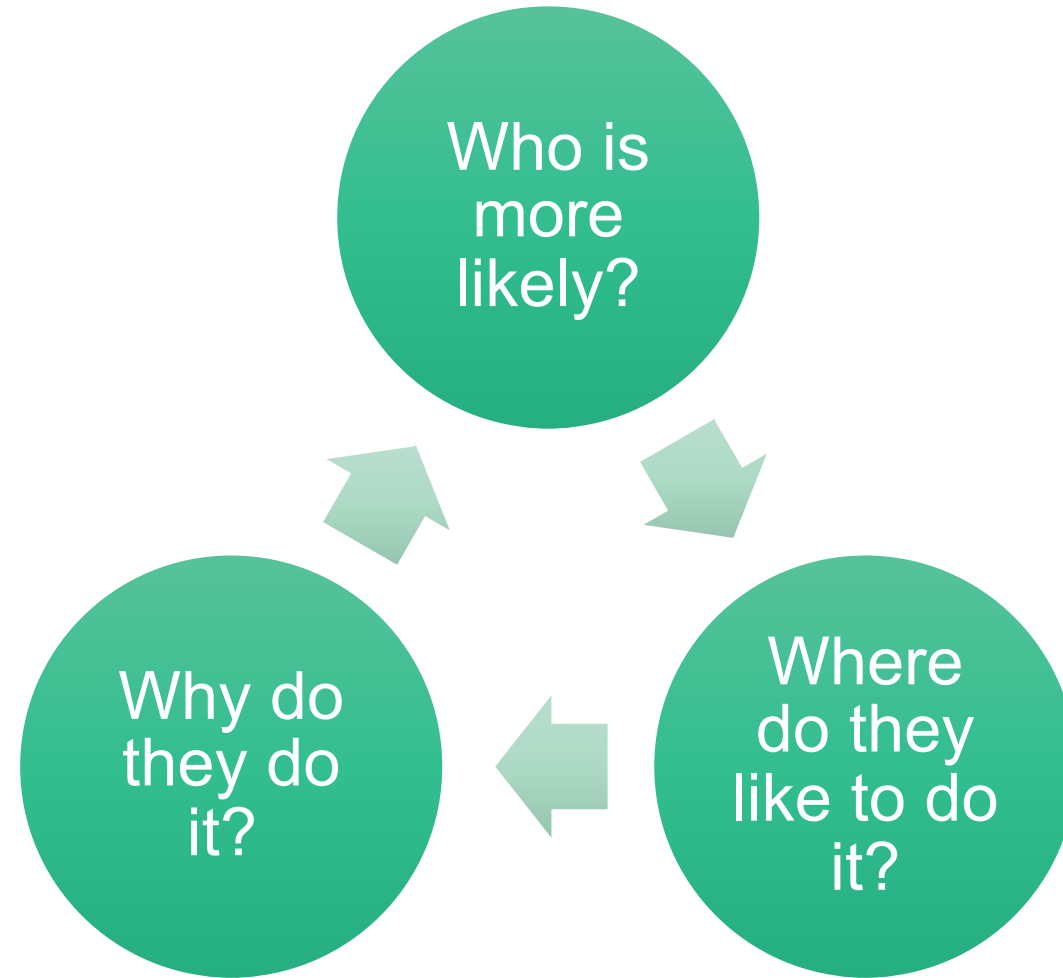 Who is
more
likely?
Where
do they
like to do
it?
Why do
they do
it?